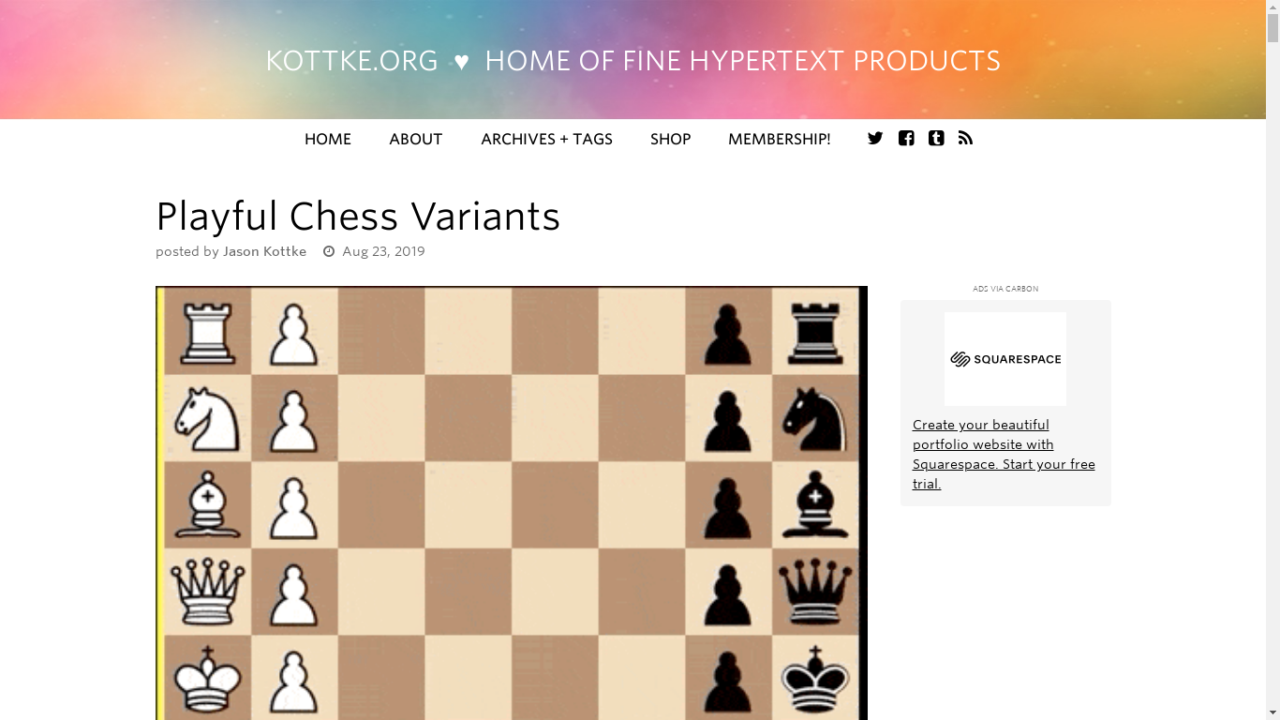 KOTTKE.ORG ♥ HOME OF FINE HYPERTEXT PRODUCTS
HOME ABOUT ARCHIVES + TAGS SHOP MEMBERSHIP!
Playful Chess Variants
posted by Jason Kottke Aug 23, 2019
ADS VIA CARBON
SQUARESPACE
Create your beautiful
portfolio website with
Squarespace. Start your free
trial.